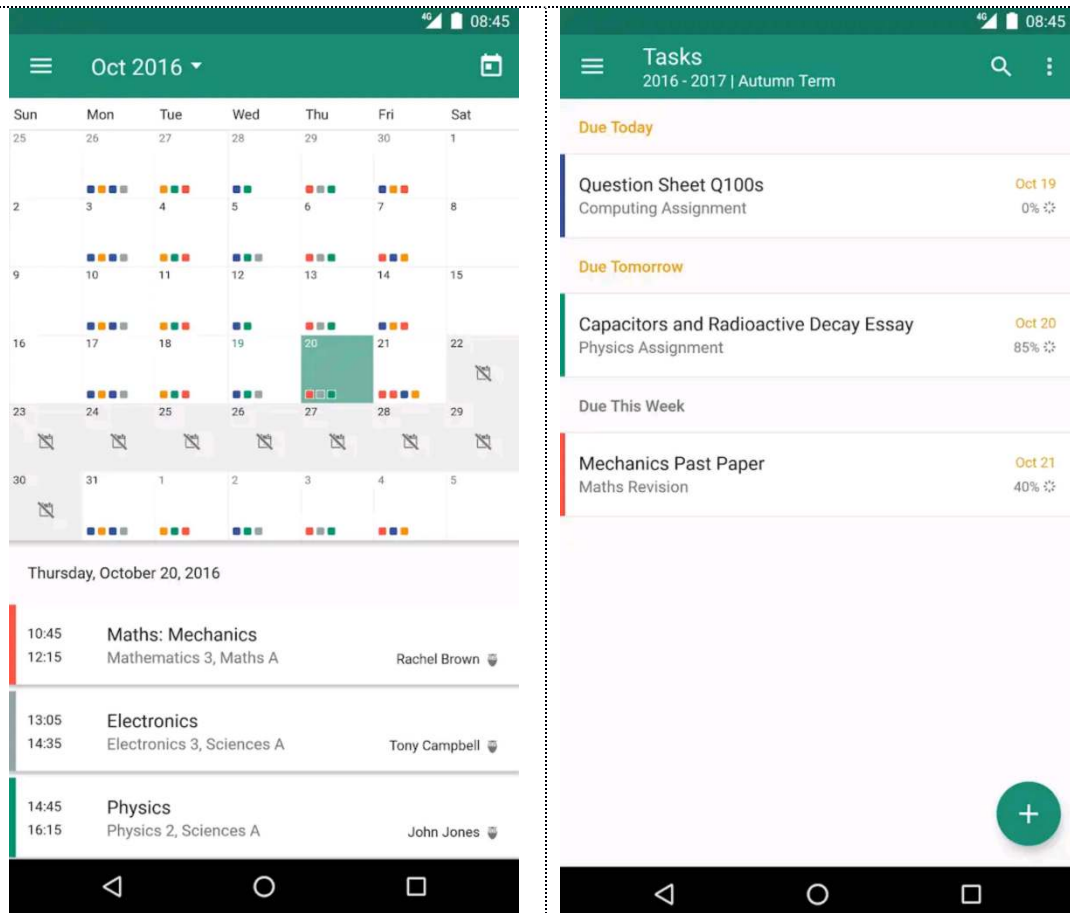 4G 08:45
Oct 2016
Sun Mon Tue Wed Thu Fri Sat
25 26 27 28 29 30 1
2 3 4 5 6 7 8
9 10 11 12 13 14 15
16 17 18 19 20 21 22
23 24 25 26 27 28 29
30 31 1 2 3 4 5
Thursday, October 20, 2016
10:45 Maths: Mechanics
12:15 Mathematics 3, Maths A Rachel Brown
13:05 Electronics
14:35 Electronics 3, Sciences A Tony Campbell
14:45 Physics
16:15 Physics 2, Sciences A John Jones
4G 08:45
Tasks
2016 - 2017 | Autumn Term
Due Today
Question Sheet Q100s Oct 19
Computing Assignment 0%
Due Tomorrow
Capacitors and Radioactive Decay Essay Oct 20
Physics Assignment 85%
Due This Week
Mechanics Past Paper Oct 21
Maths Revision 40%